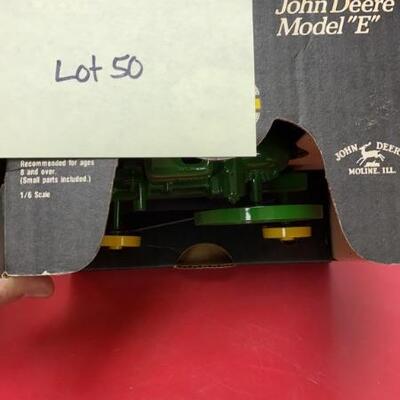 John Deere
Model "E"
Lot 50
Recommended for ages
8 and over.
(Small parts included.)
1/6 Scale
JOHN DEERE
MOLINE, ILL.